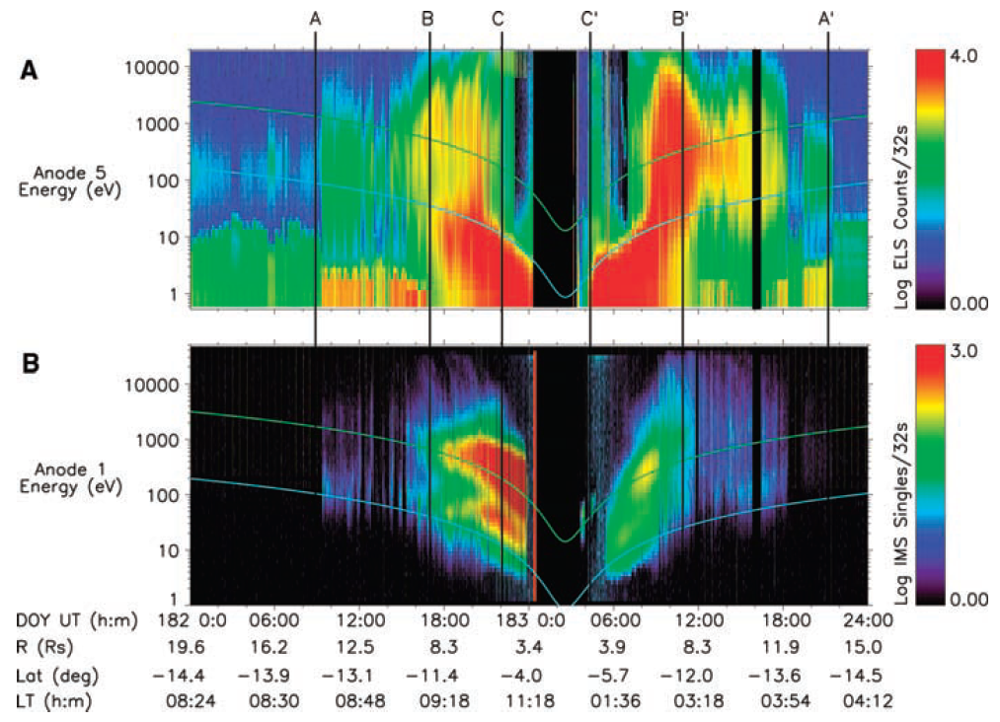 A B C C' B' A'
A
10000
1000
100
10
1
Anode 5
Energy (eV)
4.0
Log ELS Counts/32s
0.00
B
10000
1000
100
10
1
Anode 1
Energy (eV)
3.0
Log IMS Singles/32s
0.00
DOY UT (h:m) 182 0:0 06:00 12:00 18:00 183 0:0 06:00 12:00 18:00 24:00
R (Rs) 19.6 16.2 12.5 8.3 3.4 3.9 8.3 11.9 15.0
Lat (deg) −14.4 −13.9 −13.1 −11.4 −4.0 −5.7 −12.0 −13.6 −14.5
LT (h:m) 08:24 08:30 08:48 09:18 11:18 01:36 03:18 03:54 04:12